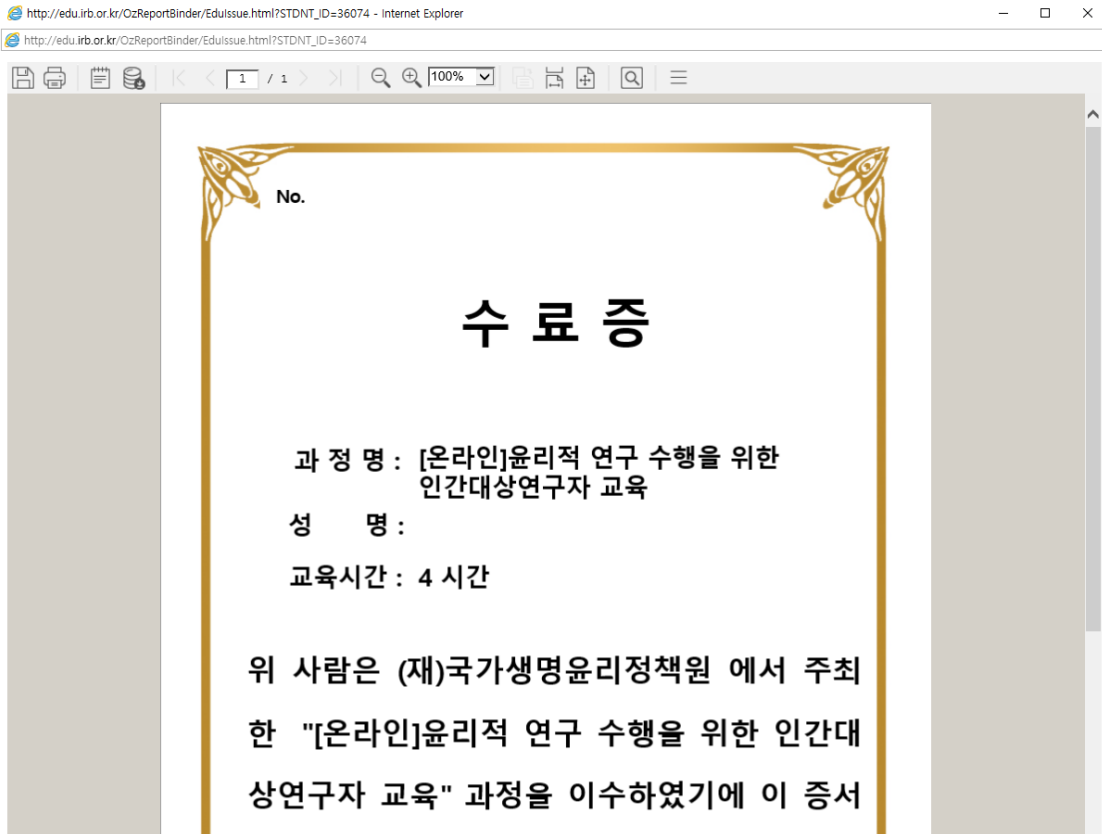 http://edu.irb.or.kr/OzReportBinder/EduIssue.html?STDNT_ID=36074 - Internet Explorer
http://edu.irb.or.kr/OzReportBinder/EduIssue.html?STDNT_ID=36074
1 / 1 100%
No.
수 료 증
과 정 명 : [온라인]윤리적 연구 수행을 위한
인간대상연구자 교육
성 명 :
교육시간 : 4 시간
위 사람은 (재)국가생명윤리정책원 에서 주최
한 "[온라인]윤리적 연구 수행을 위한 인간대
상연구자 교육" 과정을 이수하였기에 이 증서